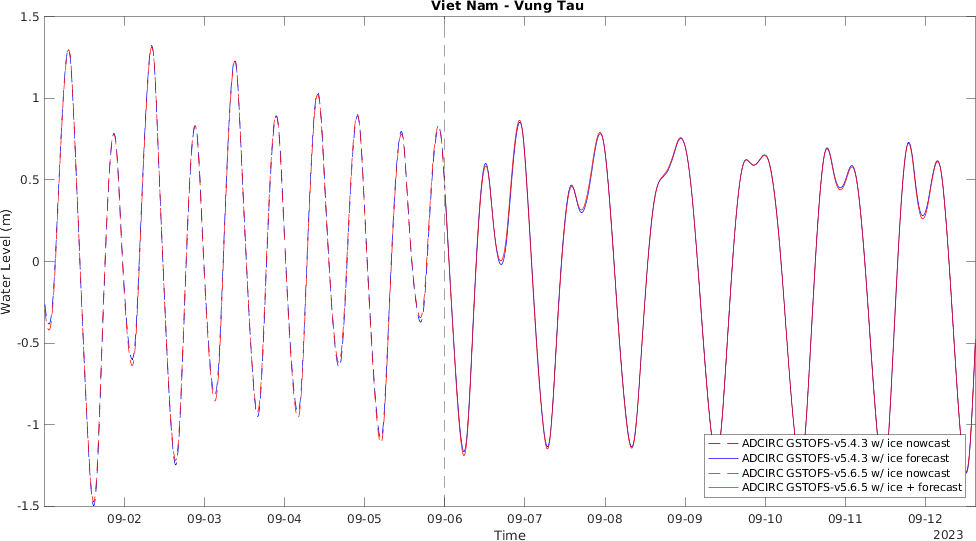 Viet Nam - Vung Tau
1.5
1
0.5
0
-0.5
-1
-1.5
Water Level (m)
09-02 09-03 09-04 09-05 09-06 09-07 09-08 09-09 09-10 09-11 09-12
Time
2023
ADCIRC GSTOFS-v5.4.3 w/ ice nowcast
ADCIRC GSTOFS-v5.4.3 w/ ice forecast
ADCIRC GSTOFS-v5.6.5 w/ ice nowcast
ADCIRC GSTOFS-v5.6.5 w/ ice + forecast